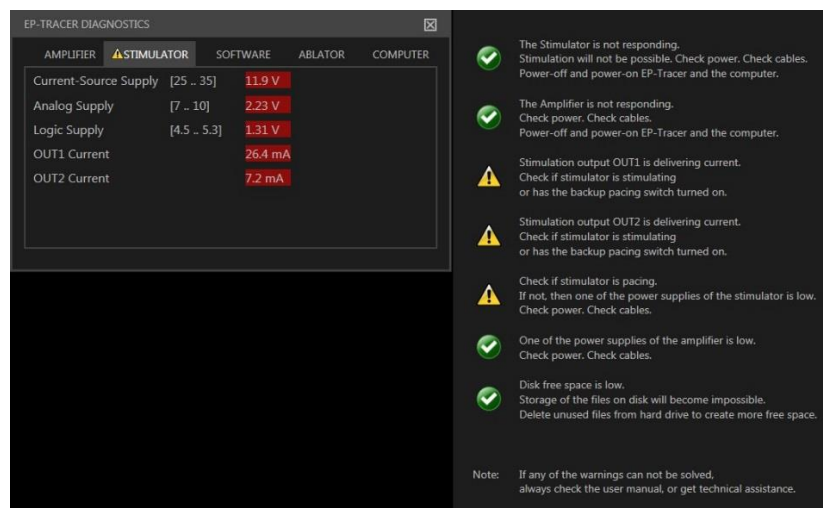 EP-TRACER DIAGNOSTICS
AMPLIFIER STIMULATOR SOFTWARE ABLATOR COMPUTER
Current-Source Supply [25 .. 35] 11.9 V
Analog Supply [7 .. 10] 2.23 V
Logic Supply [4.5 .. 5.3] 1.31 V
OUT1 Current 26.4 mA
OUT2 Current 7.2 mA
The Stimulator is not responding.
Stimulation will not be possible. Check power. Check cables.
Power-off and power-on EP-Tracer and the computer.
The Amplifier is not responding.
Check power. Check cables.
Power-off and power-on EP-Tracer and the computer.
Stimulation output OUT1 is delivering current.
Check if stimulator is stimulating
or has the backup pacing switch turned on.
Stimulation output OUT2 is delivering current.
Check if stimulator is stimulating
or has the backup pacing switch turned on.
Check if stimulator is pacing.
If not, then one of the power supplies of the stimulator is low.
Check power. Check cables.
One of the power supplies of the amplifier is low.
Check power. Check cables.
Disk free space is low.
Storage of the files on disk will become impossible.
Delete unused files from hard drive to create more free space.
Note: If any of the warnings can not be solved,
always check the user manual, or get technical assistance.